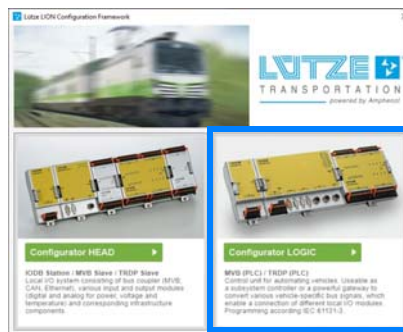 Lütze LION Configuration Framework
LÜTZE
TRANSPORTATION
powered by Amphenol
Configurator HEAD
IODB Station / MVB Slave / TRDP Slave
Local I/O system consisting of bus coupler (MVB,
CAN, Ethernet), various input and output modules
(digital and analog for power, voltage and
temperature) and corresponding infrastructure
components.
Configurator LOGIC
MVB (PLC) / TRDP (PLC)
Control unit for automating vehicles. Useable as
a subsystem controller or a powerful gateway to
convert various vehicle-specific bus signals, which
enable a connection of different local I/O modules
Programming according IEC 61131-3.